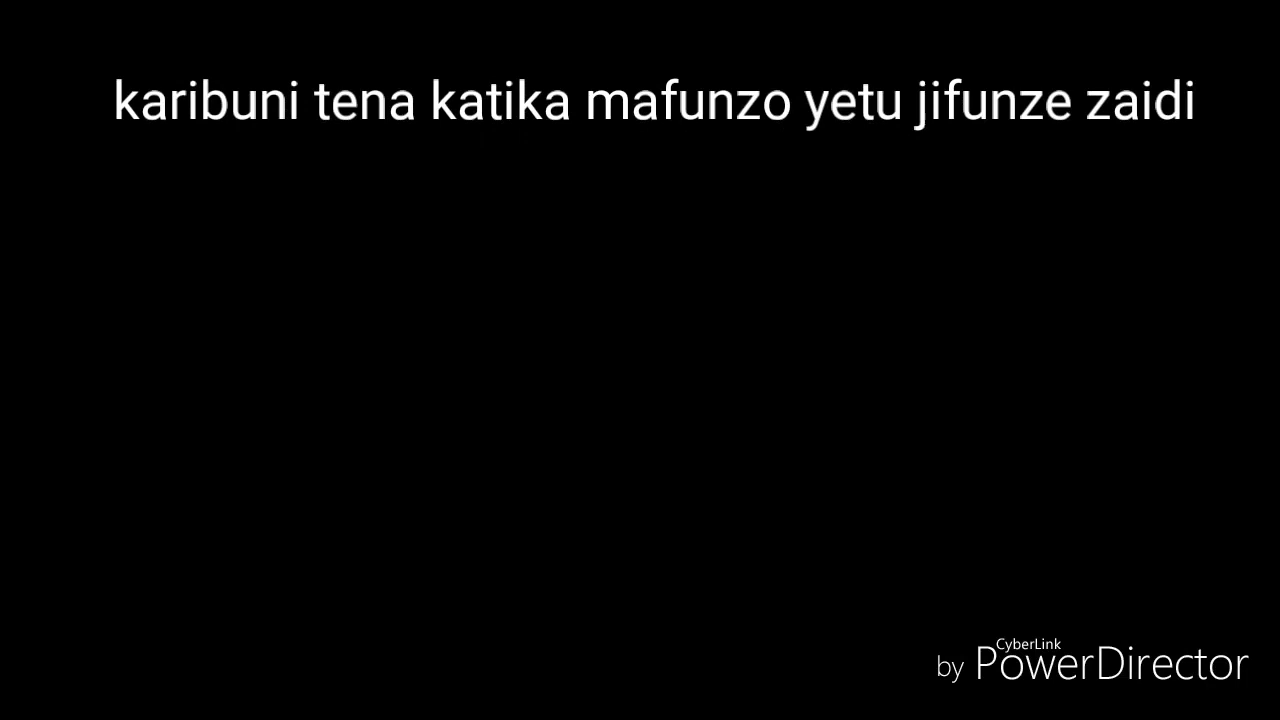 karibuni tena katika mafunzo yetu jifunze zaidi
CyberLink
by PowerDirector